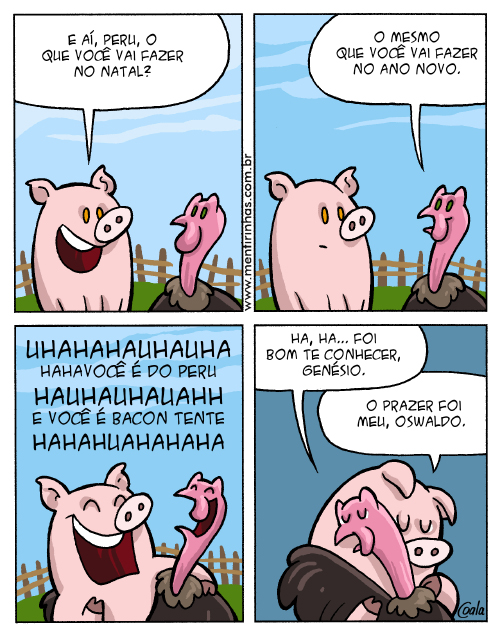 E AÍ, PERU, O
QUE VOCÊ VAI FAZER
NO NATAL?
O MESMO
QUE VOCÊ VAI FAZER
NO ANO NOVO.
www.mentirinhas.com.br
UHAHAHAUHAUHA
HAHAVOCÊ É DO PERU
HAUHAUHAUAHH
E VOCÊ É BACON TENTE
HAHAHUAHAHAHA
HA, HA... FOI
BOM TE CONHECER,
GENÉSIO.
O PRAZER FOI
MEU, OSWALDO.
Coala